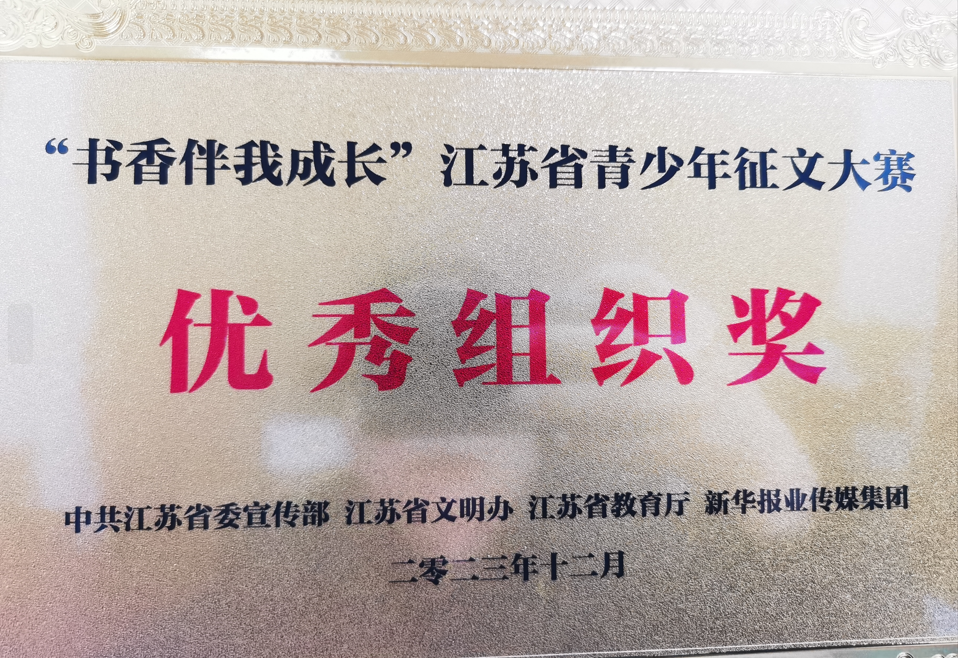 “书香伴我成长”江苏省青少年征文大赛
优秀组织奖
中共江苏省委宣传部 江苏省文明办 江苏省教育厅 新华报业传媒集团
二零二三年十二月